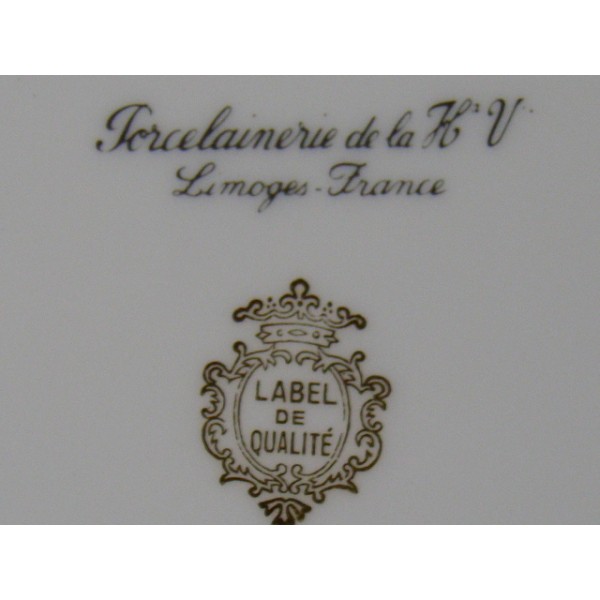 Porcelainerie de la Hte V.
Limoges-France
LABEL
DE
QUALITÉ